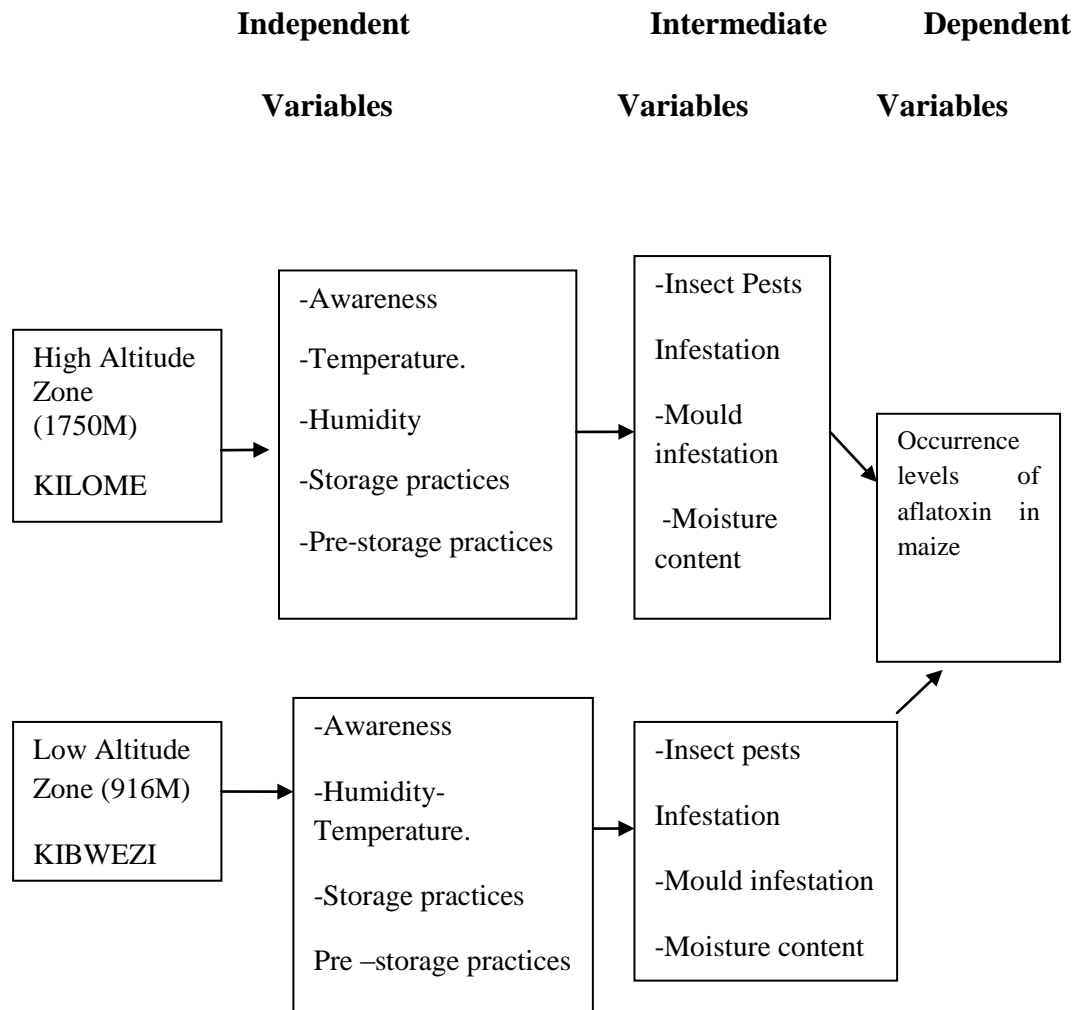 Independent Intermediate Dependent
Variables Variables Variables
High Altitude
Zone
(1750M)
KILOME
-Awareness
-Temperature.
-Humidity
-Storage practices
-Pre-storage practices
-Insect Pests
Infestation
-Mould
infestation
-Moisture
content
Occurrence
levels of
aflatoxin in
maize
Low Altitude
Zone (916M)
KIBWEZI
-Awareness
-Humidity-
Temperature.
-Storage practices
Pre –storage practices
-Insect pests
Infestation
-Mould infestation
-Moisture content